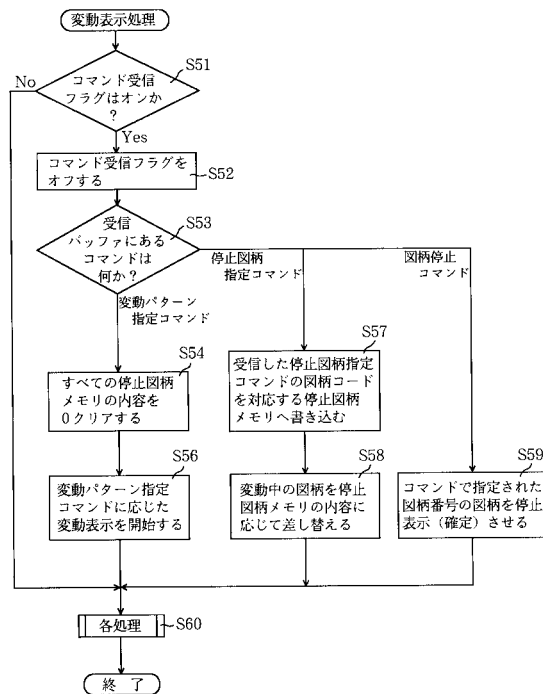 変動表示処理
S51
No
コマンド受信
フラグはオンか
?
Yes
コマンド受信フラグを
オフする
S52
S53
受信
バッファにある
コマンドは
何か?
停止図柄
指定コマンド
図柄停止
コマンド
変動パターン
指定コマンド
S54
すべての停止図柄
メモリの内容を
0クリアする
S57
受信した停止図柄指定
コマンドの図柄コード
を対応する停止図柄
メモリへ書き込む
S56
変動パターン指定
コマンドに応じた
変動表示を開始する
S58
変動中の図柄を停止
図柄メモリの内容に
応じて差し替える
S59
コマンドで指定された
図柄番号の図柄を停止
表示(確定)させる
各処理
S60
終 了